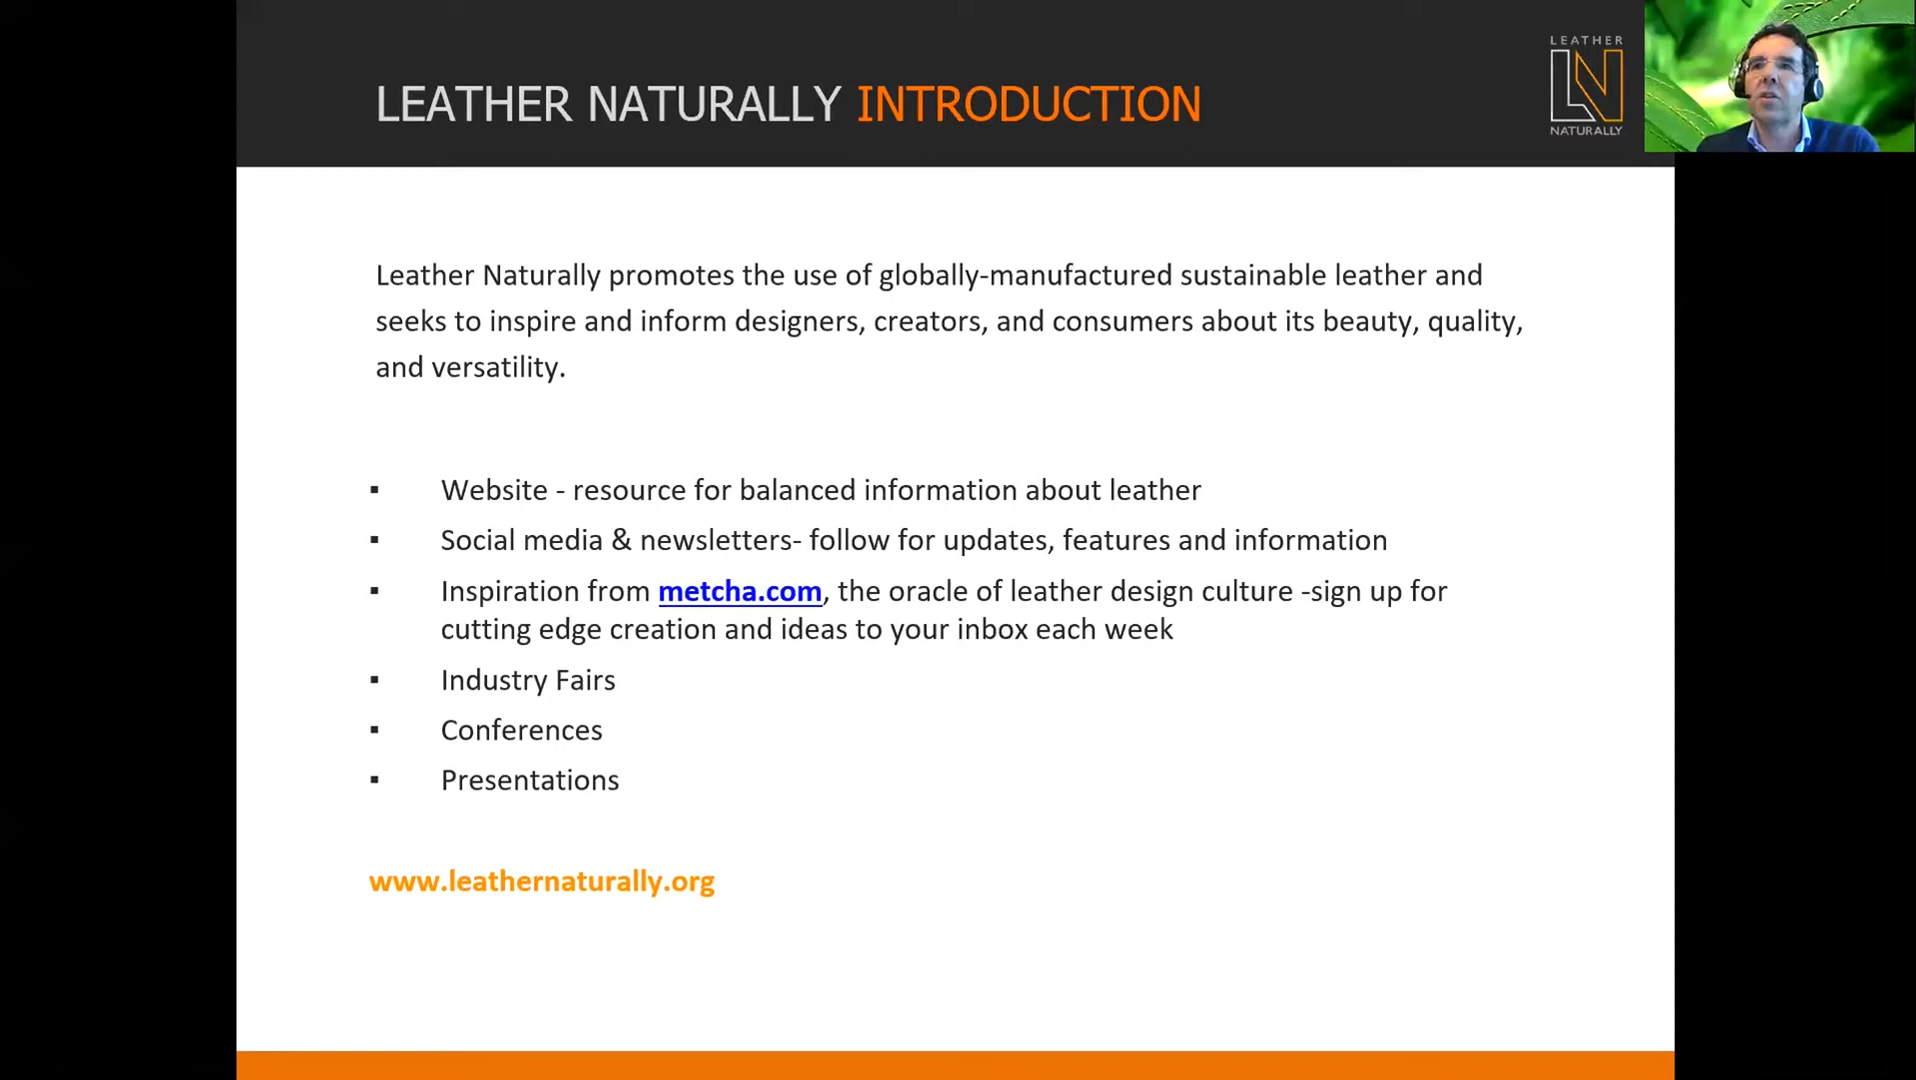 LEATHER NATURALLY INTRODUCTION
LEATHER
LN
NATURALLY
Leather Naturally promotes the use of globally-manufactured sustainable leather and
seeks to inspire and inform designers, creators, and consumers about its beauty, quality,
and versatility.
▪ Website - resource for balanced information about leather
▪ Social media & newsletters- follow for updates, features and information
▪ Inspiration from metcha.com, the oracle of leather design culture -sign up for
cutting edge creation and ideas to your inbox each week
▪ Industry Fairs
▪ Conferences
▪ Presentations
www.leathernaturally.org